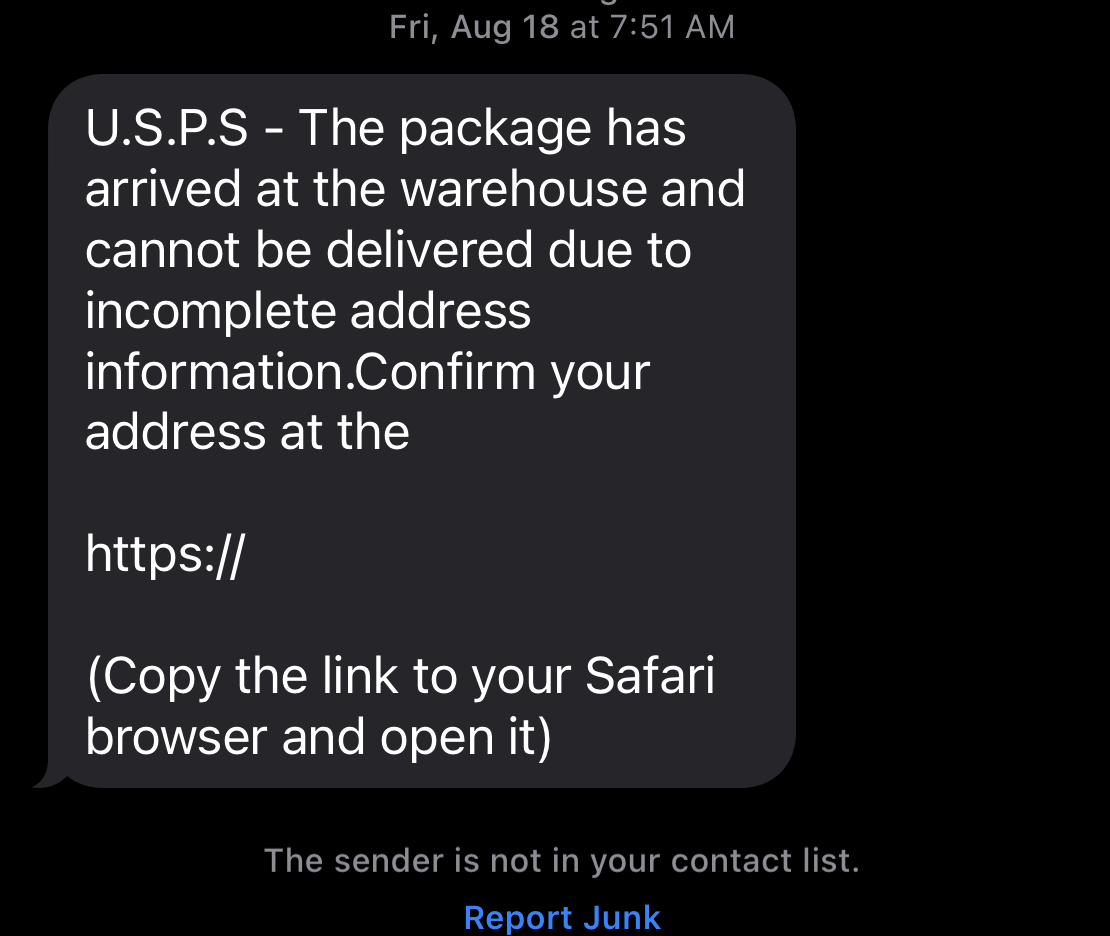 Fri, Aug 18 at 7:51 AM
U.S.P.S - The package has
arrived at the warehouse and
cannot be delivered due to
incomplete address
information.Confirm your
address at the
https://
(Copy the link to your Safari
browser and open it)
The sender is not in your contact list.
Report Junk